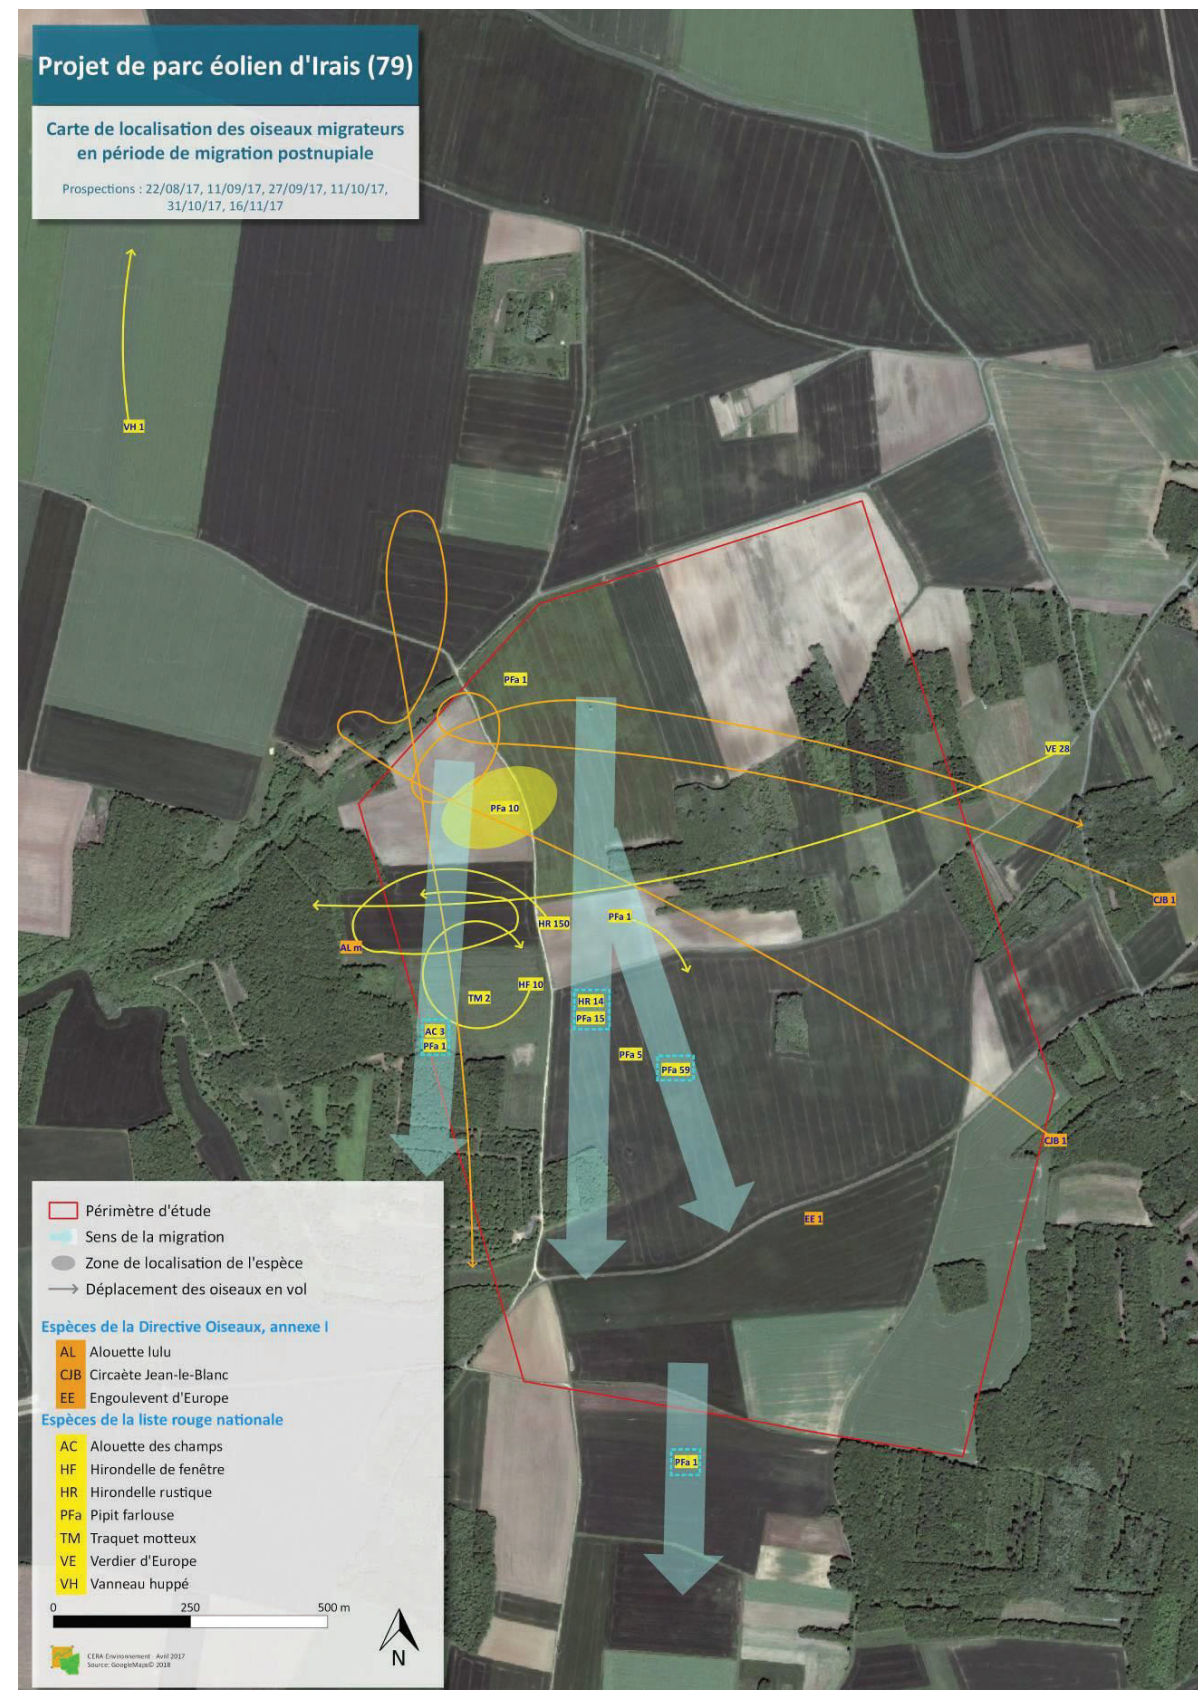 Projet de parc éolien d'Irais (79)
Carte de localisation des oiseaux migrateurs
en période de migration postnupiale
Prospections : 22/08/17, 11/09/17, 27/09/17, 11/10/17,
31/10/17, 16/11/17
VH 1
PFa 1
VE 28
PFa 10
CJB 1
HR 150
PFa 1
AL m
HF 10
TM 2
HR 14
PFa 15
AC 3
PFa 1
PFa 5
PFa 59
CJB 1
EE 1
PFa 1
Périmètre d'étude
Sens de la migration
Zone de localisation de l'espèce
Déplacement des oiseaux en vol
Espèces de la Directive Oiseaux, annexe I
AL Alouette lulu
CJB Circaète Jean-le-Blanc
EE Engoulevent d'Europe
Espèces de la liste rouge nationale
AC Alouette des champs
HF Hirondelle de fenêtre
HR Hirondelle rustique
PFa Pipit farlouse
TM Traquet motteux
VE Verdier d'Europe
VH Vanneau huppé
0 250 500 m
N
CERA Environnement - Avril 2017
Source: GoogleMaps© 2018